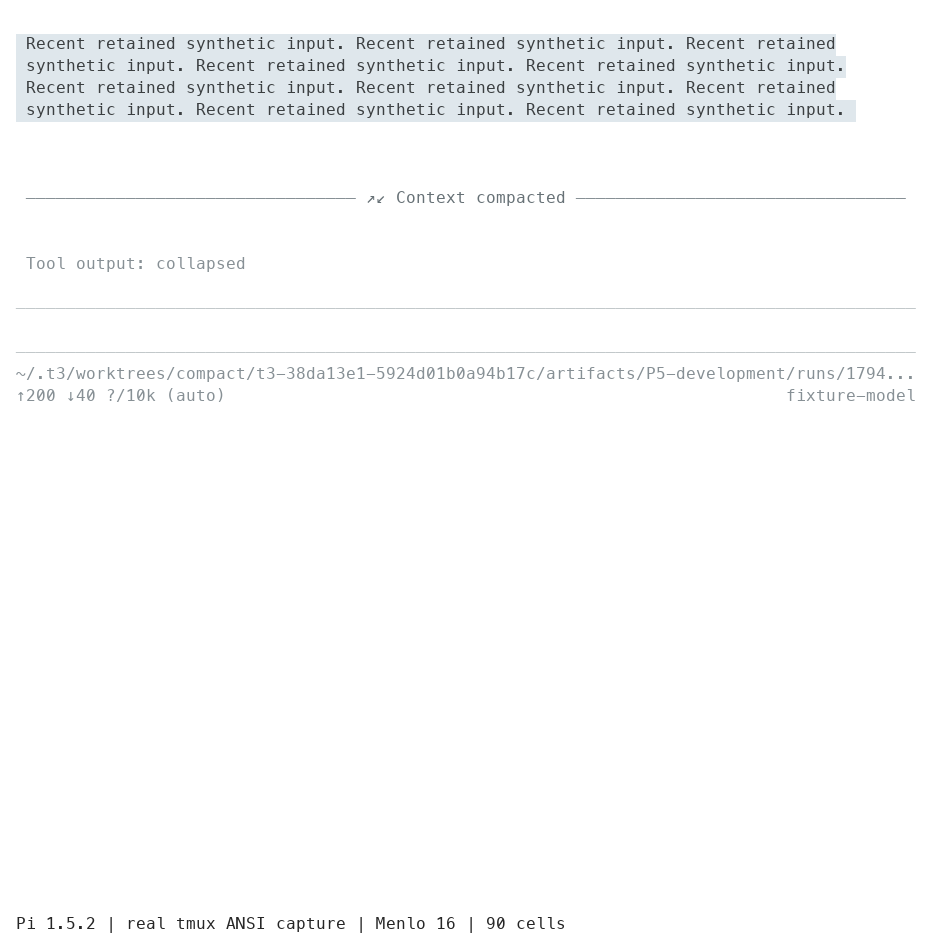 Recent retained synthetic input. Recent retained synthetic input. Recent retained
synthetic input. Recent retained synthetic input. Recent retained synthetic input.
Recent retained synthetic input. Recent retained synthetic input. Recent retained
synthetic input. Recent retained synthetic input. Recent retained synthetic input.
↗↙ Context compacted
Tool output: collapsed
~/.t3/worktrees/compact/t3-38da13e1-5924d01b0a94b17c/artifacts/P5-development/runs/1794...
↑200 ↓40 ?/10k (auto) fixture-model
Pi 1.5.2 | real tmux ANSI capture | Menlo 16 | 90 cells